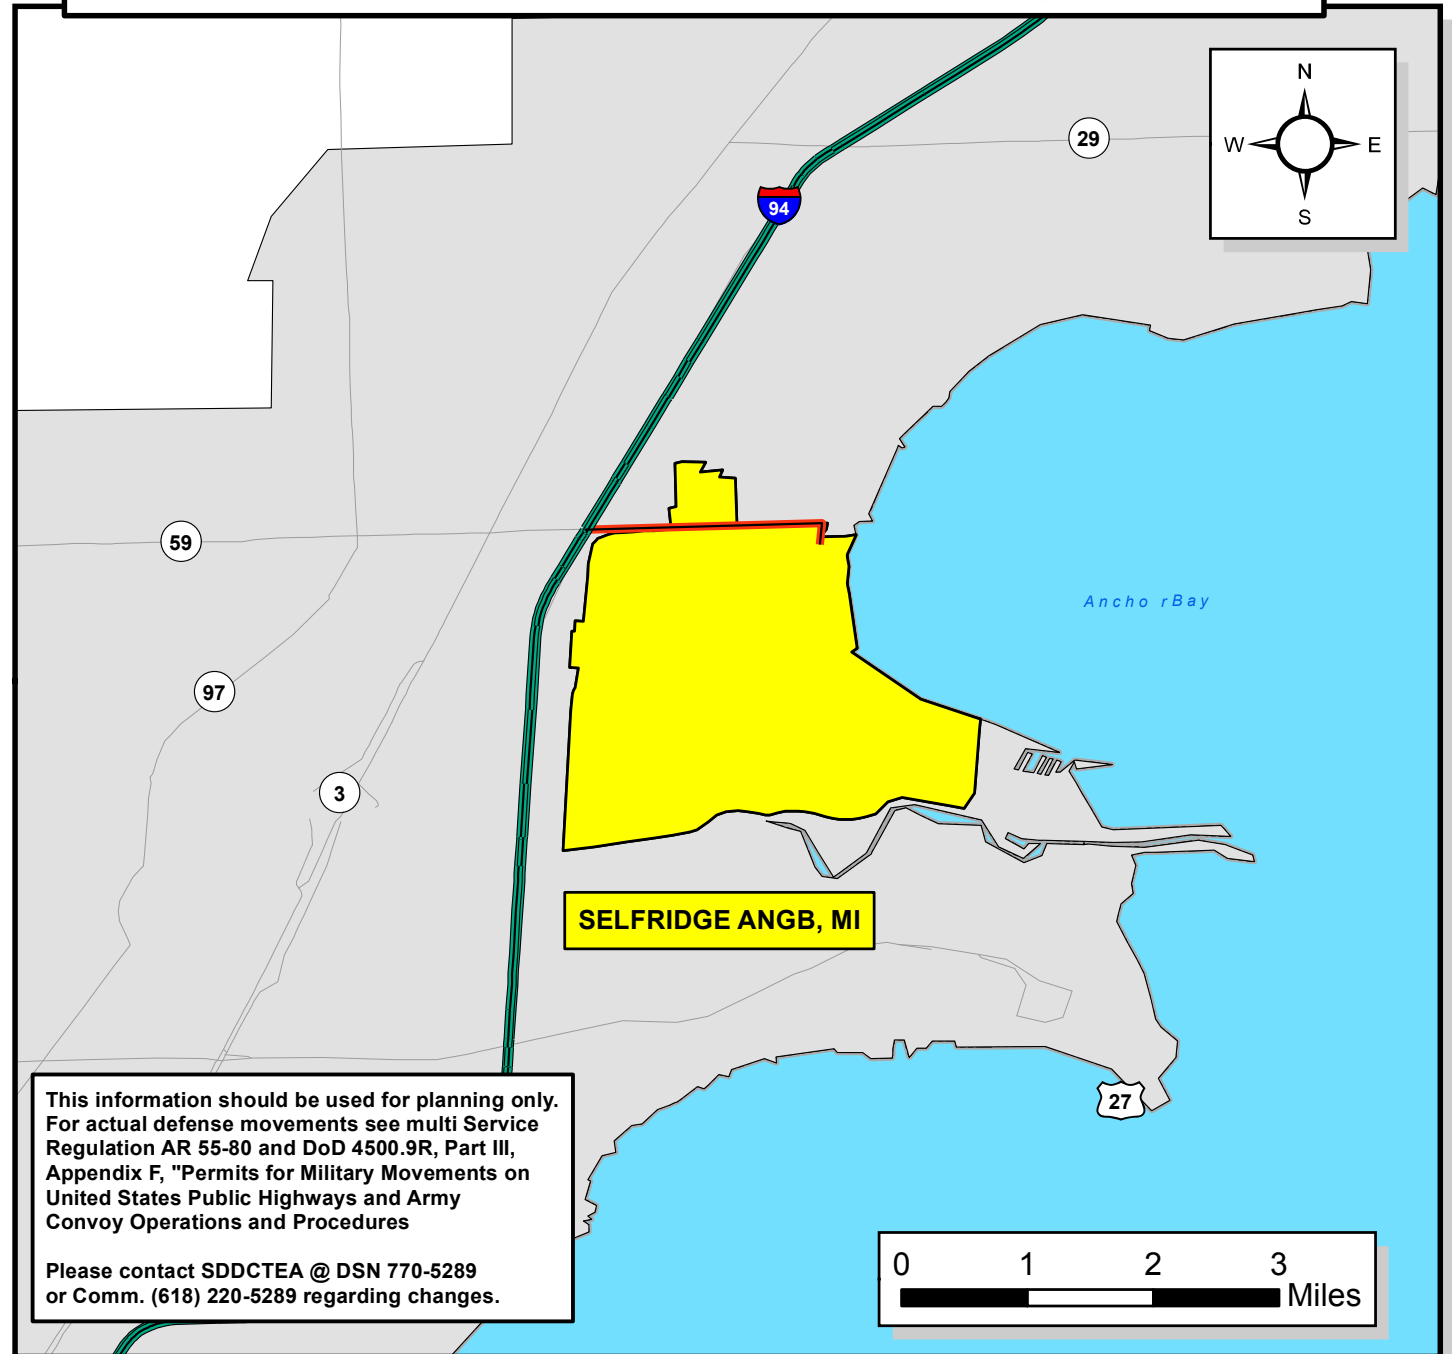 N
W E
S
29
94
59
Ancho rBay
97
3
SELFRIDGE ANGB, MI
27
This information should be used for planning only.
For actual defense movements see multi Service
Regulation AR 55-80 and DoD 4500.9R, Part III,
Appendix F, "Permits for Military Movements on
United States Public Highways and Army
Convoy Operations and Procedures
Please contact SDDCTEA @ DSN 770-5289
or Comm. (618) 220-5289 regarding changes.
0 1 2 3
Miles